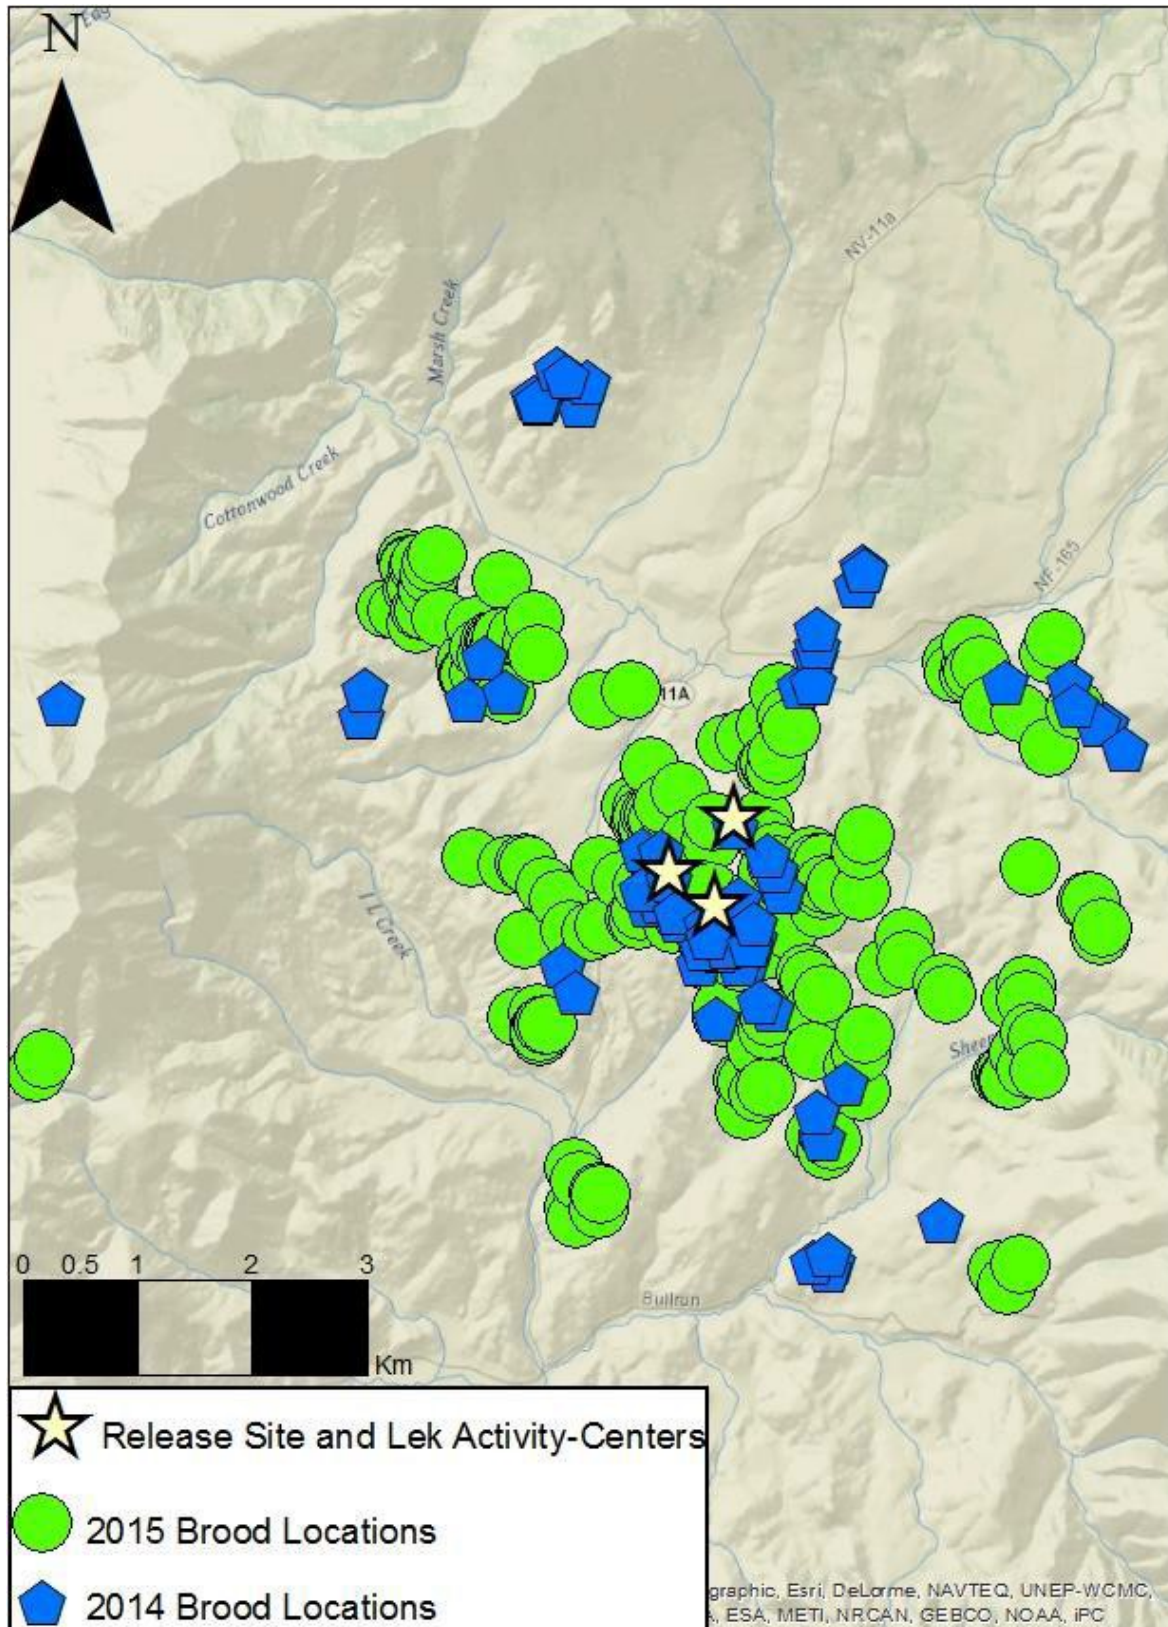 N
Eag
NV-11a
Marsh Creek
Cottonwood Creek
NF-165
11A
I L Creek
Sheep
Bullrun
0 0.5 1 2 3
Km
Release Site and Lek Activity-Centers
2015 Brood Locations
2014 Brood Locations
graphic, Esri, DeLorme, NAVTEQ, UNEP-WCMC,
, ESA, METI, NRCAN, GEBCO, NOAA, iPC